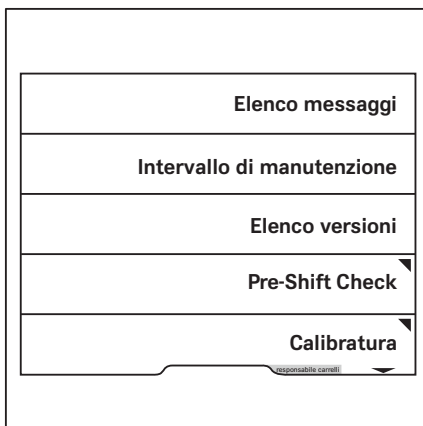 Elenco messaggi
Intervallo di manutenzione
Elenco versioni
Pre-Shift Check
Calibratura
responsabile carrelli